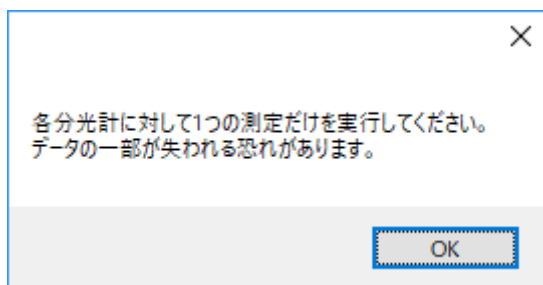 各分光計に対して1つの測定だけを実行してください。
データの一部が失われる恐れがあります。
OK